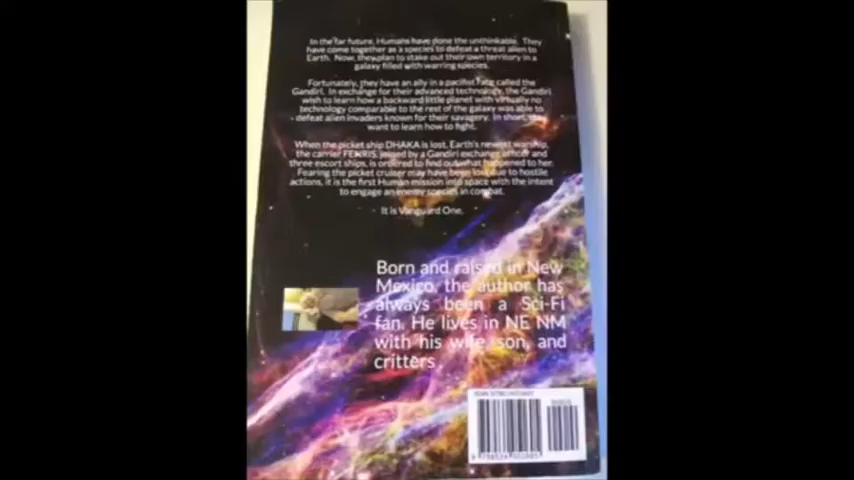 In the far future, Humans have done the unthinkable. They
have come together as a species to defeat a threat alien to
Earth. Now, they plan to stake out their own territory in a
galaxy filled with warring species.
Fortunately, they have an ally in a pacifist race called the
Gandiri. In exchange for their advanced technology, the Gandiri
wish to learn how a backward little planet with virtually no
technology comparable to the rest of the galaxy was able to
defeat alien invaders known for their savagery. In short, they
want to learn how to fight.
When the picket ship DHAKA is lost, Earth's newest warship,
the carrier FENRIS, joined by a Gandiri exchange officer and
three escort ships, is ordered to find out what happened to her.
Fearing the picket cruiser may have been lost due to hostile
actions, it is the first Human mission into space with the intent
to engage an enemy species in combat.
It is Vanguard One.
Born and raised in New
Mexico, the author has
always been a Sci-Fi
fan. He lives in NE NM
with his wife, son, and
critters.
ISBN